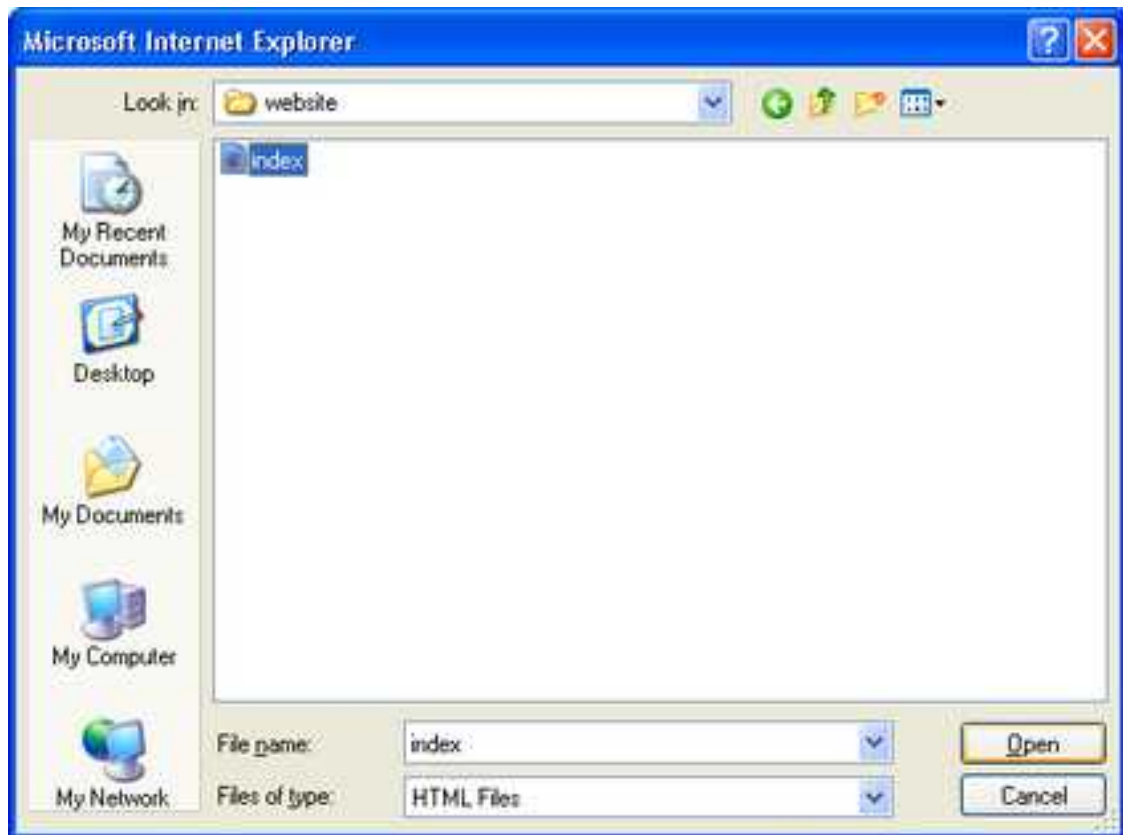 Microsoft Internet Explorer
Look in:
website
index
My Recent
Documents
Desktop
My Documents
My Computer
My Network
File name:
index
Open
Files of type:
HTML Files
Cancel